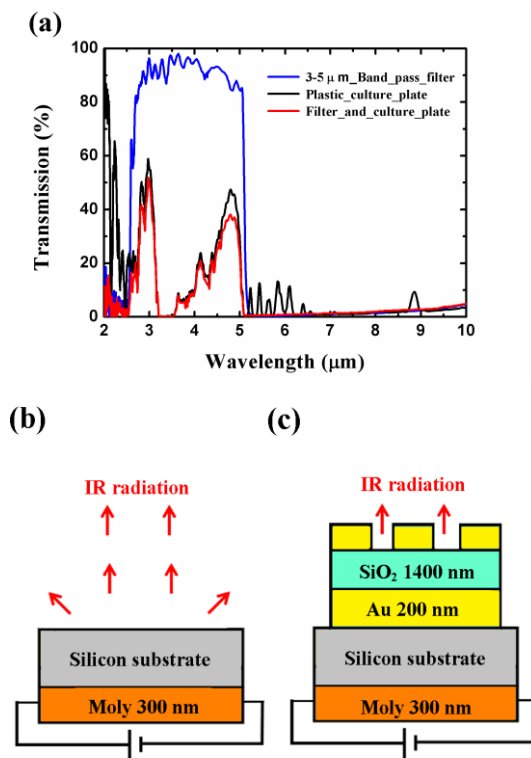 (a)
100
80
60
40
20
0
Transmission (%)
3-5 μ m_Band_pass_filter
Plastic_culture_plate
Filter_and_culture_plate
2 3 4 5 6 7 8 9 10
Wavelength (μm)
(b)
(c)
IR radiation
IR radiation
SiO₂ 1400 nm
Au 200 nm
Silicon substrate
Silicon substrate
Moly 300 nm
Moly 300 nm